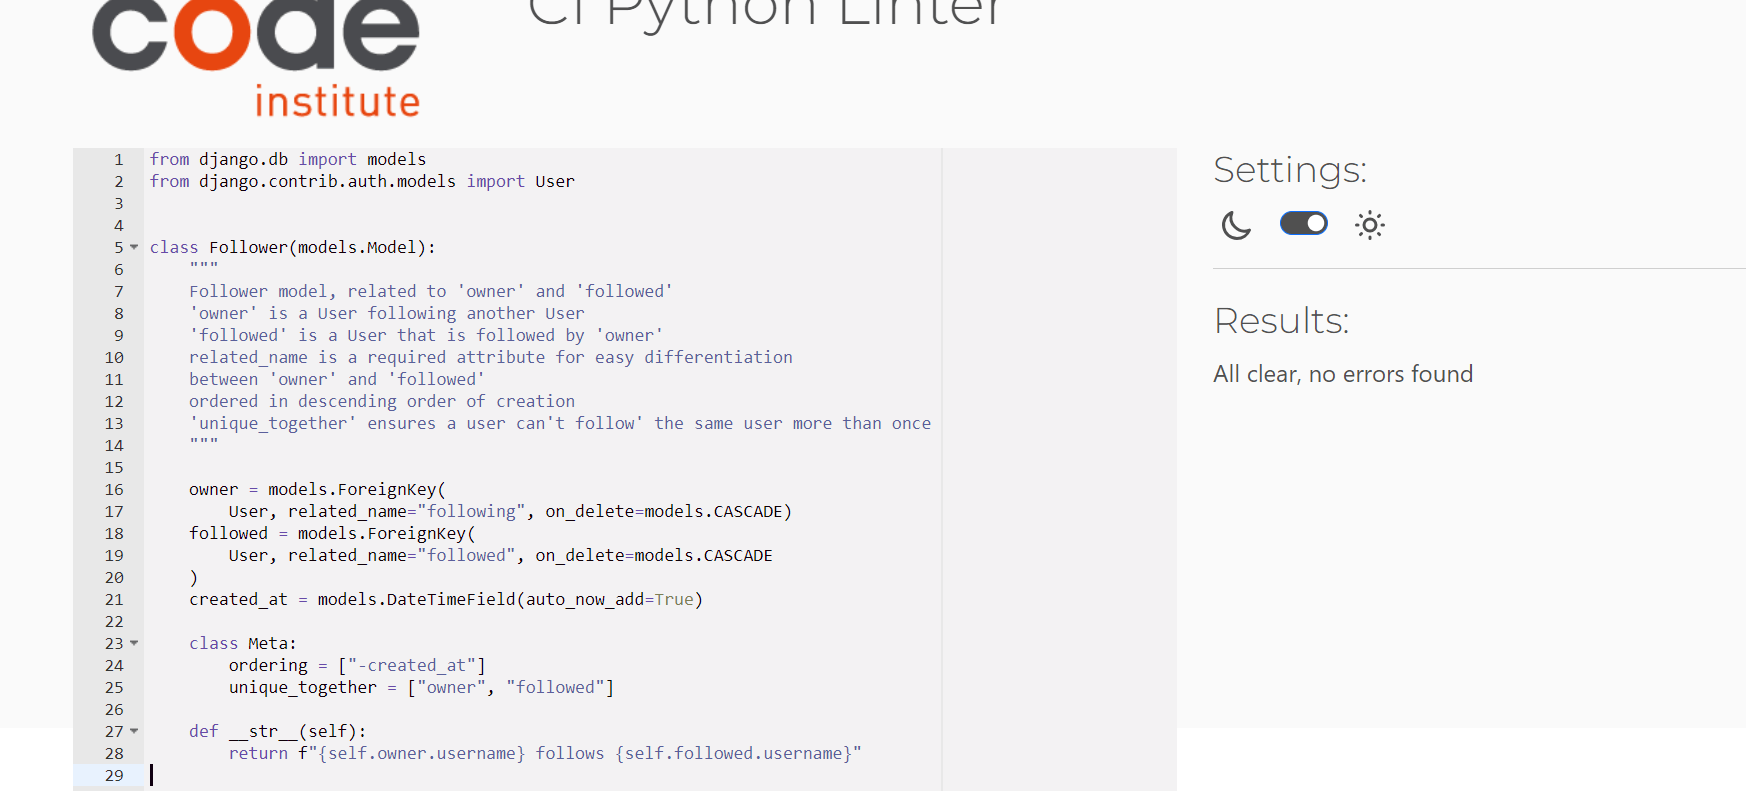 code
institute
CI Python Linter
1 from django.db import models
2 from django.contrib.auth.models import User
3
4
5 class Follower(models.Model):
6     """
7     Follower model, related to 'owner' and 'followed'
8     'owner' is a User following another User
9     'followed' is a User that is followed by 'owner'
10     related_name is a required attribute for easy differentiation
11     between 'owner' and 'followed'
12     ordered in descending order of creation
13     'unique_together' ensures a user can't follow' the same user more than once
14     """
15
16     owner = models.ForeignKey(
17         User, related_name="following", on_delete=models.CASCADE)
18     followed = models.ForeignKey(
19         User, related_name="followed", on_delete=models.CASCADE
20     )
21     created_at = models.DateTimeField(auto_now_add=True)
22
23     class Meta:
24         ordering = ["-created_at"]
25         unique_together = ["owner", "followed"]
26
27     def __str__(self):
28         return f"{self.owner.username} follows {self.followed.username}"
29
Settings:
Results:
All clear, no errors found